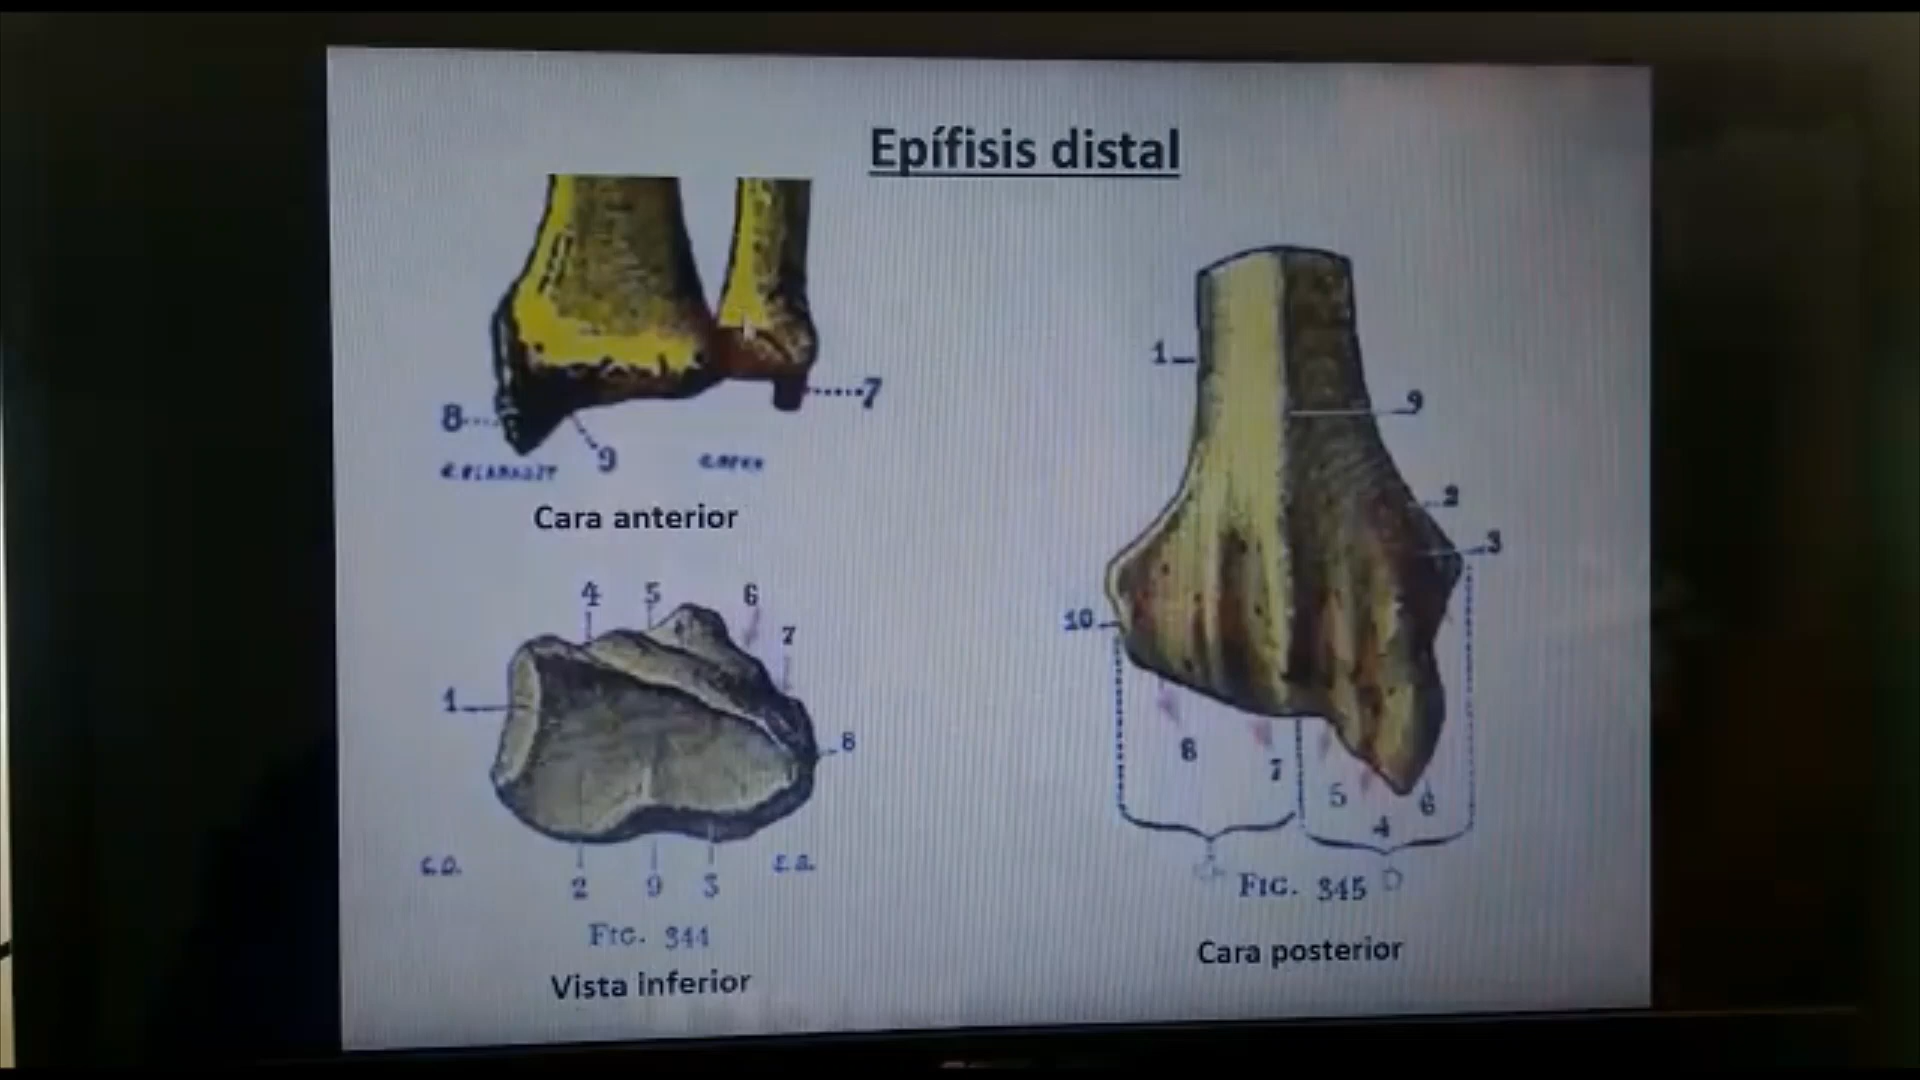 Epífisis distal
7
8
9
Cara anterior
4 5 6
7
1
8
2 9 3
FIG. 344
Vista inferior
1
9
2
3
10
8
7
5
6
4
FIG. 345
Cara posterior